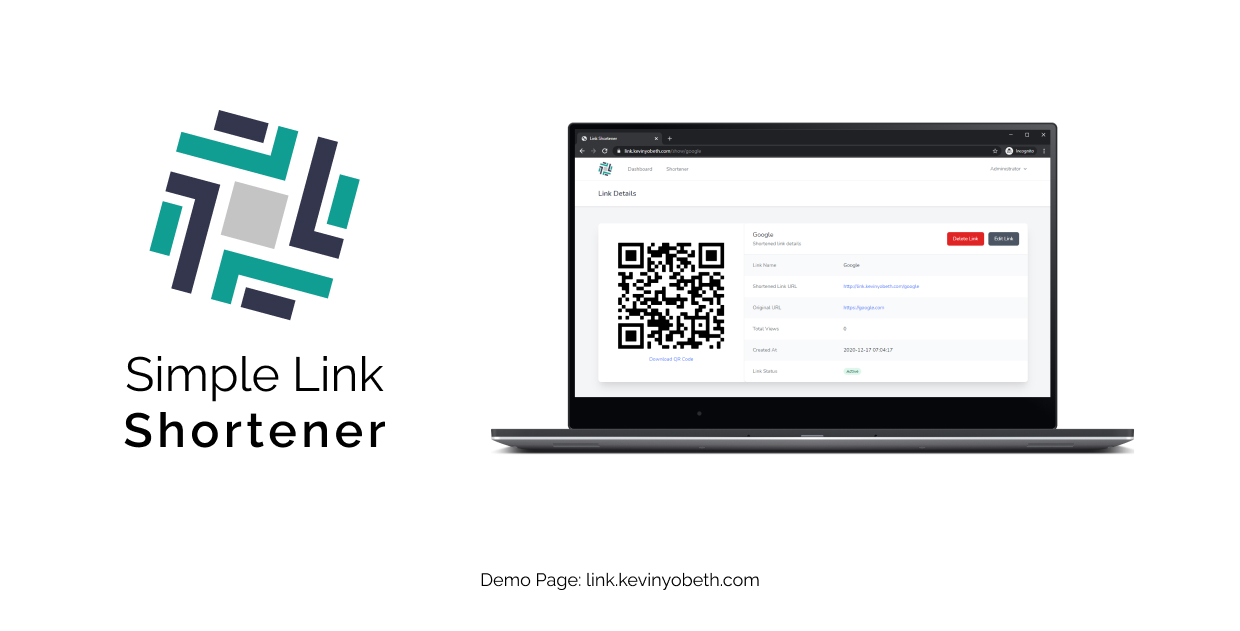 Simple Link
Shortener
Link Shortener
link.kevinyobeth.com/show/google
Incognito
Dashboard
Shortener
Administrator
Link Details
Google
Shortened link details
Delete Link
Edit Link
Link Name
Google
Shortened Link URL
http://link.kevinyobeth.com/google
Original URL
https://google.com
Total Views
0
Created At
2020-12-17 07:04:17
Link Status
Active
Download QR Code
Demo Page: link.kevinyobeth.com